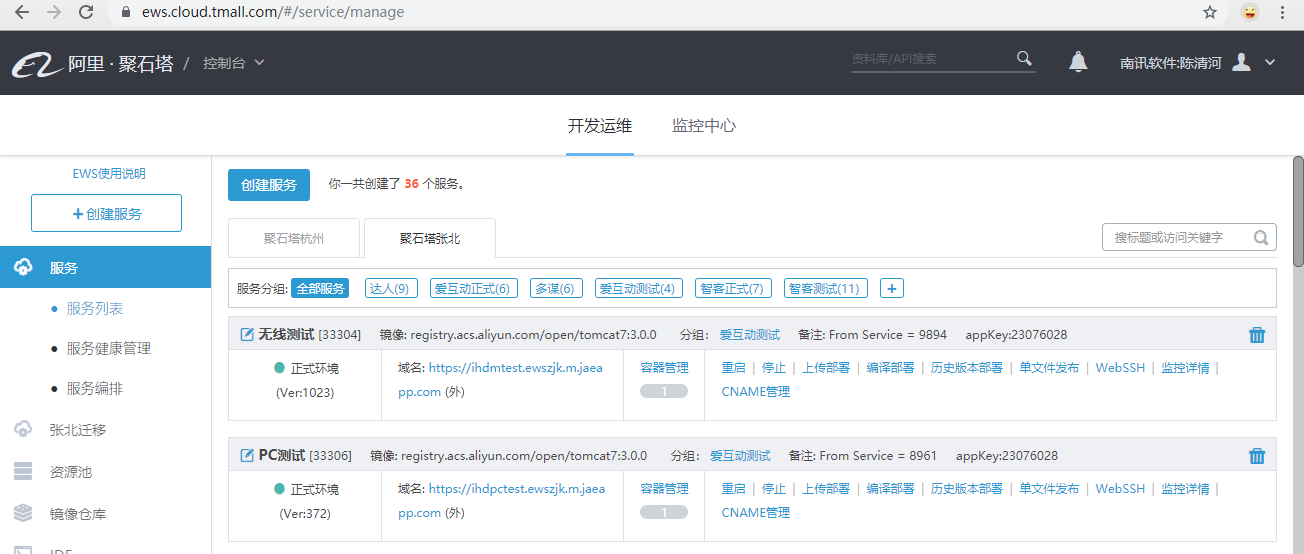 ews.cloud.tmall.com/#/service/manage
阿里·聚石塔 / 控制台
资料库/API搜索
南讯软件:陈清河
开发运维 监控中心
EWS使用说明
+创建服务
服务
服务列表
服务健康管理
服务编排
张北迁移
资源池
镜像仓库
创建服务 你一共创建了 36 个服务。
聚石塔杭州 聚石塔张北
搜标题或访问关键字
服务分组: 全部服务 达人(9) 爱互动正式(6) 多谋(6) 爱互动测试(4) 智客正式(7) 智客测试(11) +
无线测试 [33304] 镜像: registry.acs.aliyun.com/open/tomcat7:3.0.0 分组: 爱互动测试 备注: From Service = 9894 appKey:23076028
正式环境
(Ver:1023)
域名: https://ihdmtest.ewszjk.m.jaea
pp.com (外)
容器管理
1
重启 | 停止 | 上传部署 | 编译部署 | 历史版本部署 | 单文件发布 | WebSSH | 监控详情 |
CNAME管理
PC测试 [33306] 镜像: registry.acs.aliyun.com/open/tomcat7:3.0.0 分组: 爱互动测试 备注: From Service = 8961 appKey:23076028
正式环境
(Ver:372)
域名: https://ihdpctest.ewszjk.m.jaea
pp.com (外)
容器管理
1
重启 | 停止 | 上传部署 | 编译部署 | 历史版本部署 | 单文件发布 | WebSSH | 监控详情 |
CNAME管理